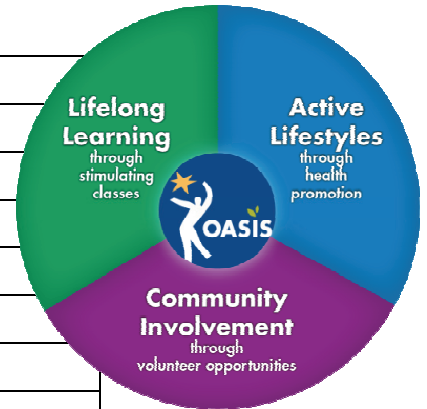 Lifelong
Learning
through
stimulating
classes
Active
Lifestyles
through
health
promotion
OASIS
Community
Involvement
through
volunteer opportunities